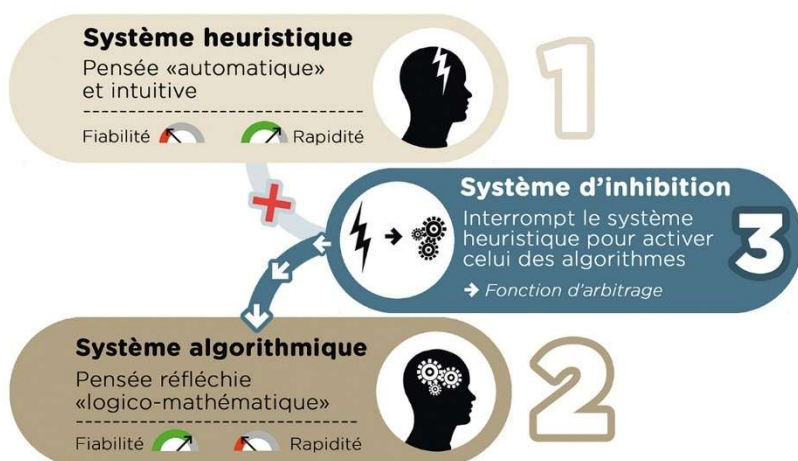 Système heuristique
Pensée «automatique»
et intuitive
Fiabilité Rapidité
1
Système d’inhibition
Interrompt le système
heuristique pour activer
celui des algorithmes
➔ Fonction d’arbitrage
3
Système algorithmique
Pensée réfléchie
«logico-mathématique»
Fiabilité Rapidité
2